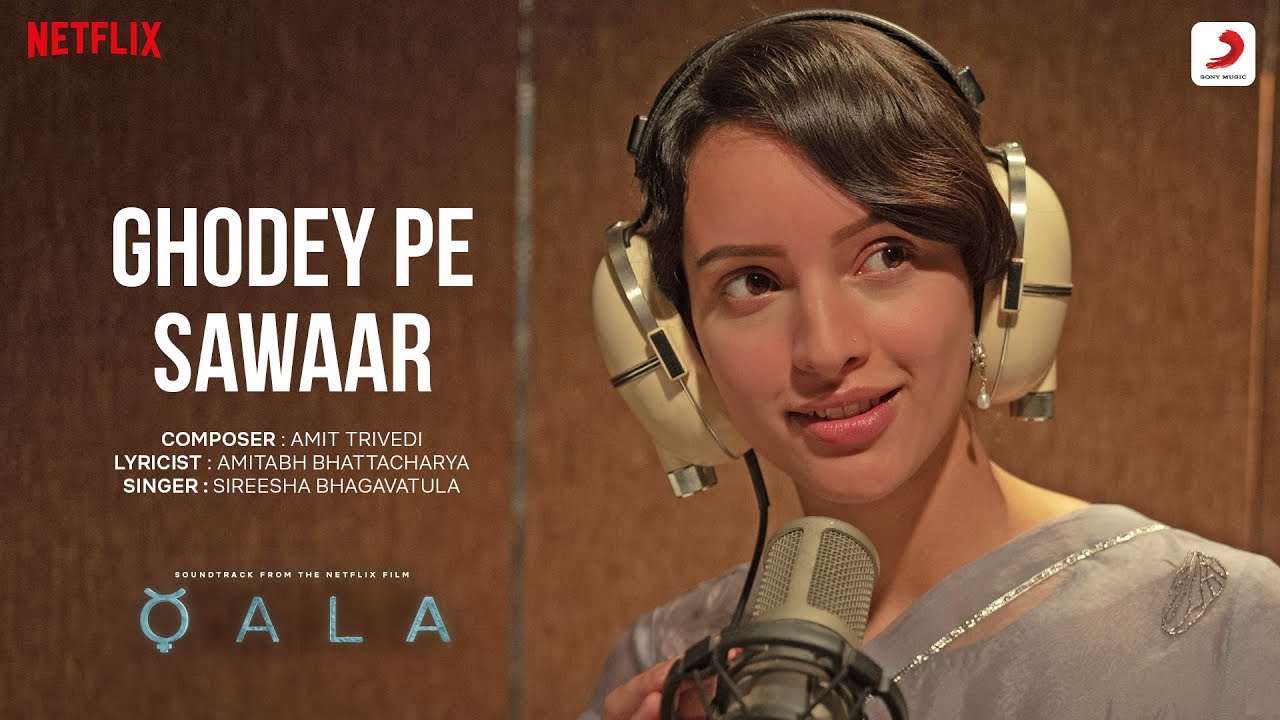 NETFLIX
SONY MUSIC
GHODEY PE
SAWAAR
COMPOSER : AMIT TRIVEDI
LYRICIST : AMITABH BHATTACHARYA
SINGER : SIREESHA BHAGAVATULA
SOUNDTRACK FROM THE NETFLIX FILM
QALA